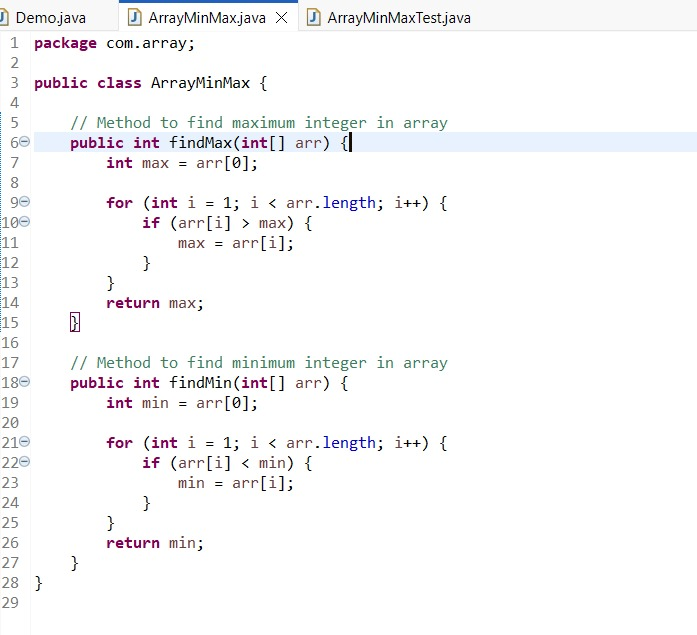 Demo.java ArrayMinMax.java ArrayMinMaxTest.java
1 package com.array;
2
3 public class ArrayMinMax {
4
5     // Method to find maximum integer in array
6     public int findMax(int[] arr) {
7         int max = arr[0];
8
9         for (int i = 1; i < arr.length; i++) {
10             if (arr[i] > max) {
11                 max = arr[i];
12             }
13         }
14         return max;
15     }
16
17     // Method to find minimum integer in array
18     public int findMin(int[] arr) {
19         int min = arr[0];
20
21         for (int i = 1; i < arr.length; i++) {
22             if (arr[i] < min) {
23                 min = arr[i];
24             }
25         }
26         return min;
27     }
28 }
29